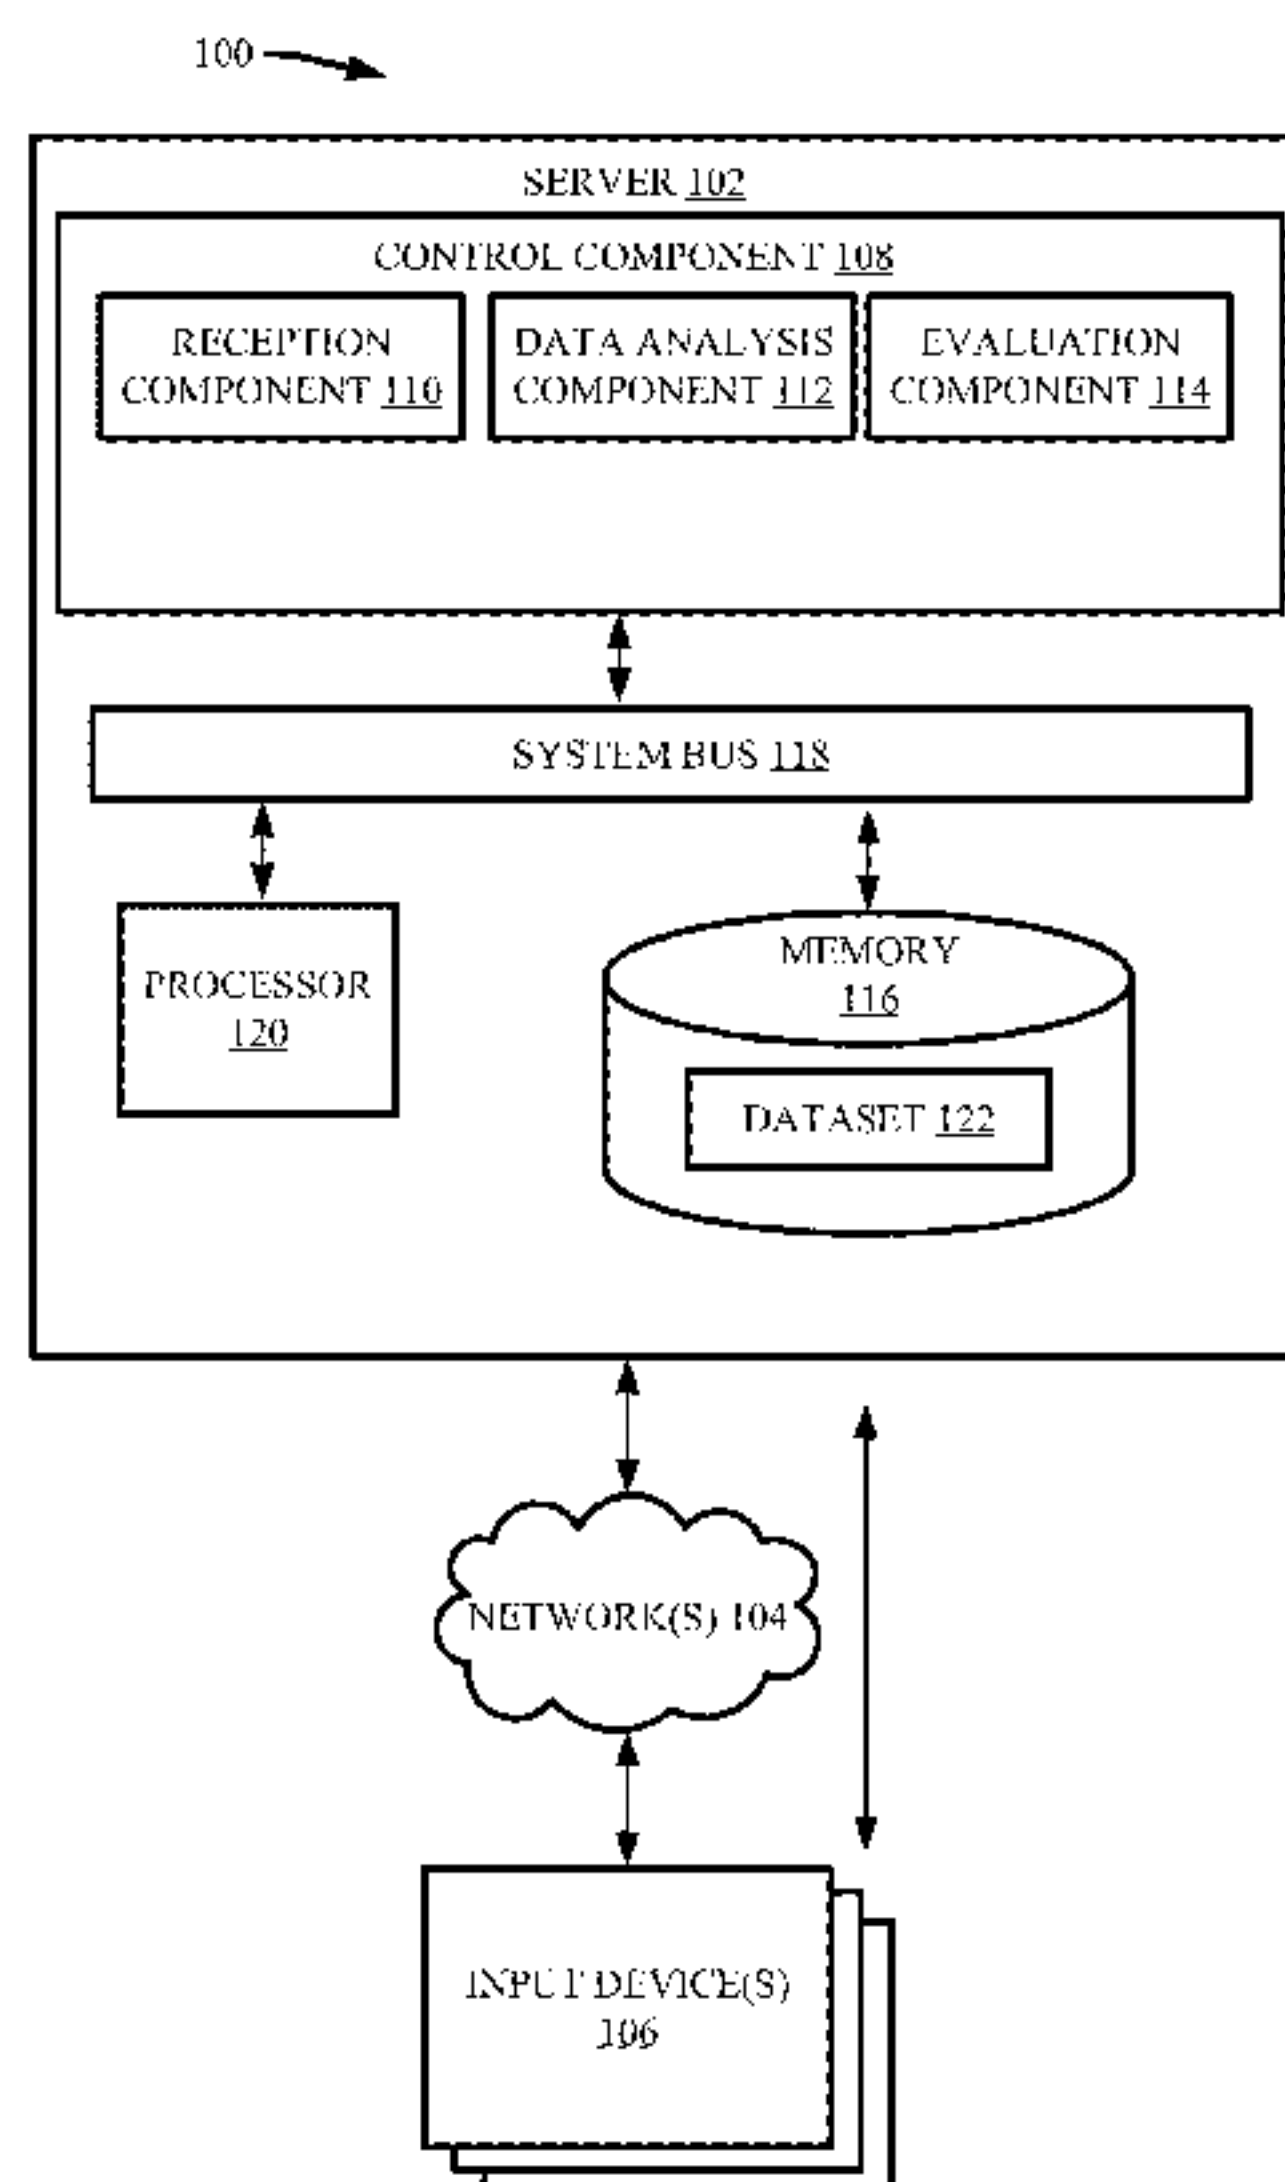 100
SERVER 102
CONTROL COMPONENT 108
RECEPTION
COMPONENT 110
DATA ANALYSIS
COMPONENT 112
EVALUATION
COMPONENT 114
SYSTEM BUS 118
PROCESSOR
120
MEMORY
116
DATASET 122
NETWORK(S) 104
INPUT DEVICE(S)
106